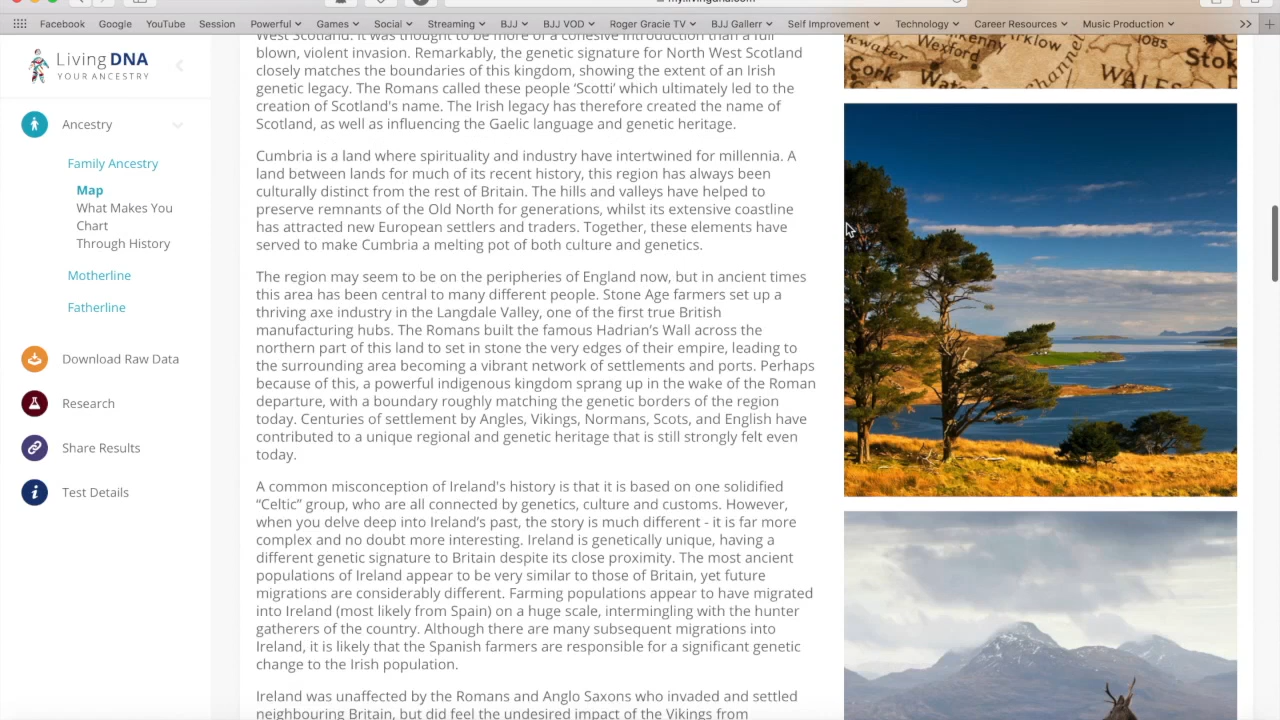 Facebook Google YouTube Session Powerful Games Social Streaming BJJ BJJ VOD Roger Gracie TV BJJ Gallerr Self Improvement Technology Career Resources Music Production
Living DNA
YOUR ANCESTRY
Ancestry
Family Ancestry
Map
What Makes You
Chart
Through History
Motherline
Fatherline
Download Raw Data
Research
Share Results
Test Details
West Scotland. It was thought to be more of a cohesive introduction than a full
blown, violent invasion. Remarkably, the genetic signature for North West Scotland
closely matches the boundaries of this kingdom, showing the extent of an Irish
genetic legacy. The Romans called these people ‘Scotti’ which ultimately led to the
creation of Scotland's name. The Irish legacy has therefore created the name of
Scotland, as well as influencing the Gaelic language and genetic heritage.
Cumbria is a land where spirituality and industry have intertwined for millennia. A
land between lands for much of its recent history, this region has always been
culturally distinct from the rest of Britain. The hills and valleys have helped to
preserve remnants of the Old North for generations, whilst its extensive coastline
has attracted new European settlers and traders. Together, these elements have
served to make Cumbria a melting pot of both culture and genetics.
The region may seem to be on the peripheries of England now, but in ancient times
this area has been central to many different people. Stone Age farmers set up a
thriving axe industry in the Langdale Valley, one of the first true British
manufacturing hubs. The Romans built the famous Hadrian’s Wall across the
northern part of this land to set in stone the very edges of their empire, leading to
the surrounding area becoming a vibrant network of settlements and ports. Perhaps
because of this, a powerful indigenous kingdom sprang up in the wake of the Roman
departure, with a boundary roughly matching the genetic borders of the region
today. Centuries of settlement by Angles, Vikings, Normans, Scots, and English have
contributed to a unique regional and genetic heritage that is still strongly felt even
today.
A common misconception of Ireland's history is that it is based on one solidified
“Celtic” group, who are all connected by genetics, culture and customs. However,
when you delve deep into Ireland’s past, the story is much different - it is far more
complex and no doubt more interesting. Ireland is genetically unique, having a
different genetic signature to Britain despite its close proximity. The most ancient
populations of Ireland appear to be very similar to those of Britain, yet future
migrations are considerably different. Farming populations appear to have migrated
into Ireland (most likely from Spain) on a huge scale, intermingling with the hunter
gatherers of the country. Although there are many subsequent migrations into
Ireland, it is likely that the Spanish farmers are responsible for a significant genetic
change to the Irish population.
Ireland was unaffected by the Romans and Anglo Saxons who invaded and settled
neighbouring Britain, but did feel the undesired impact of the Vikings from
Wexford
Cork
WALES
Stok